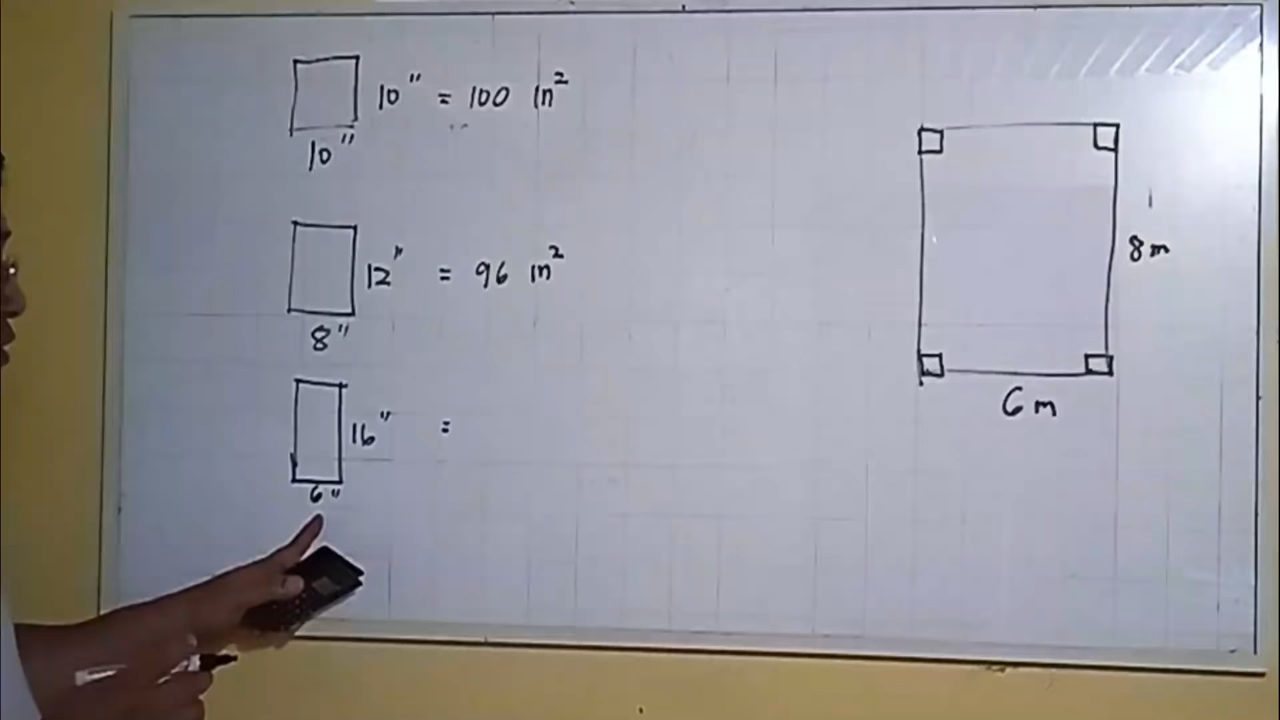 10" = 100 in²
10"
12" = 96 in²
8"
16" =
6"
8m
6m